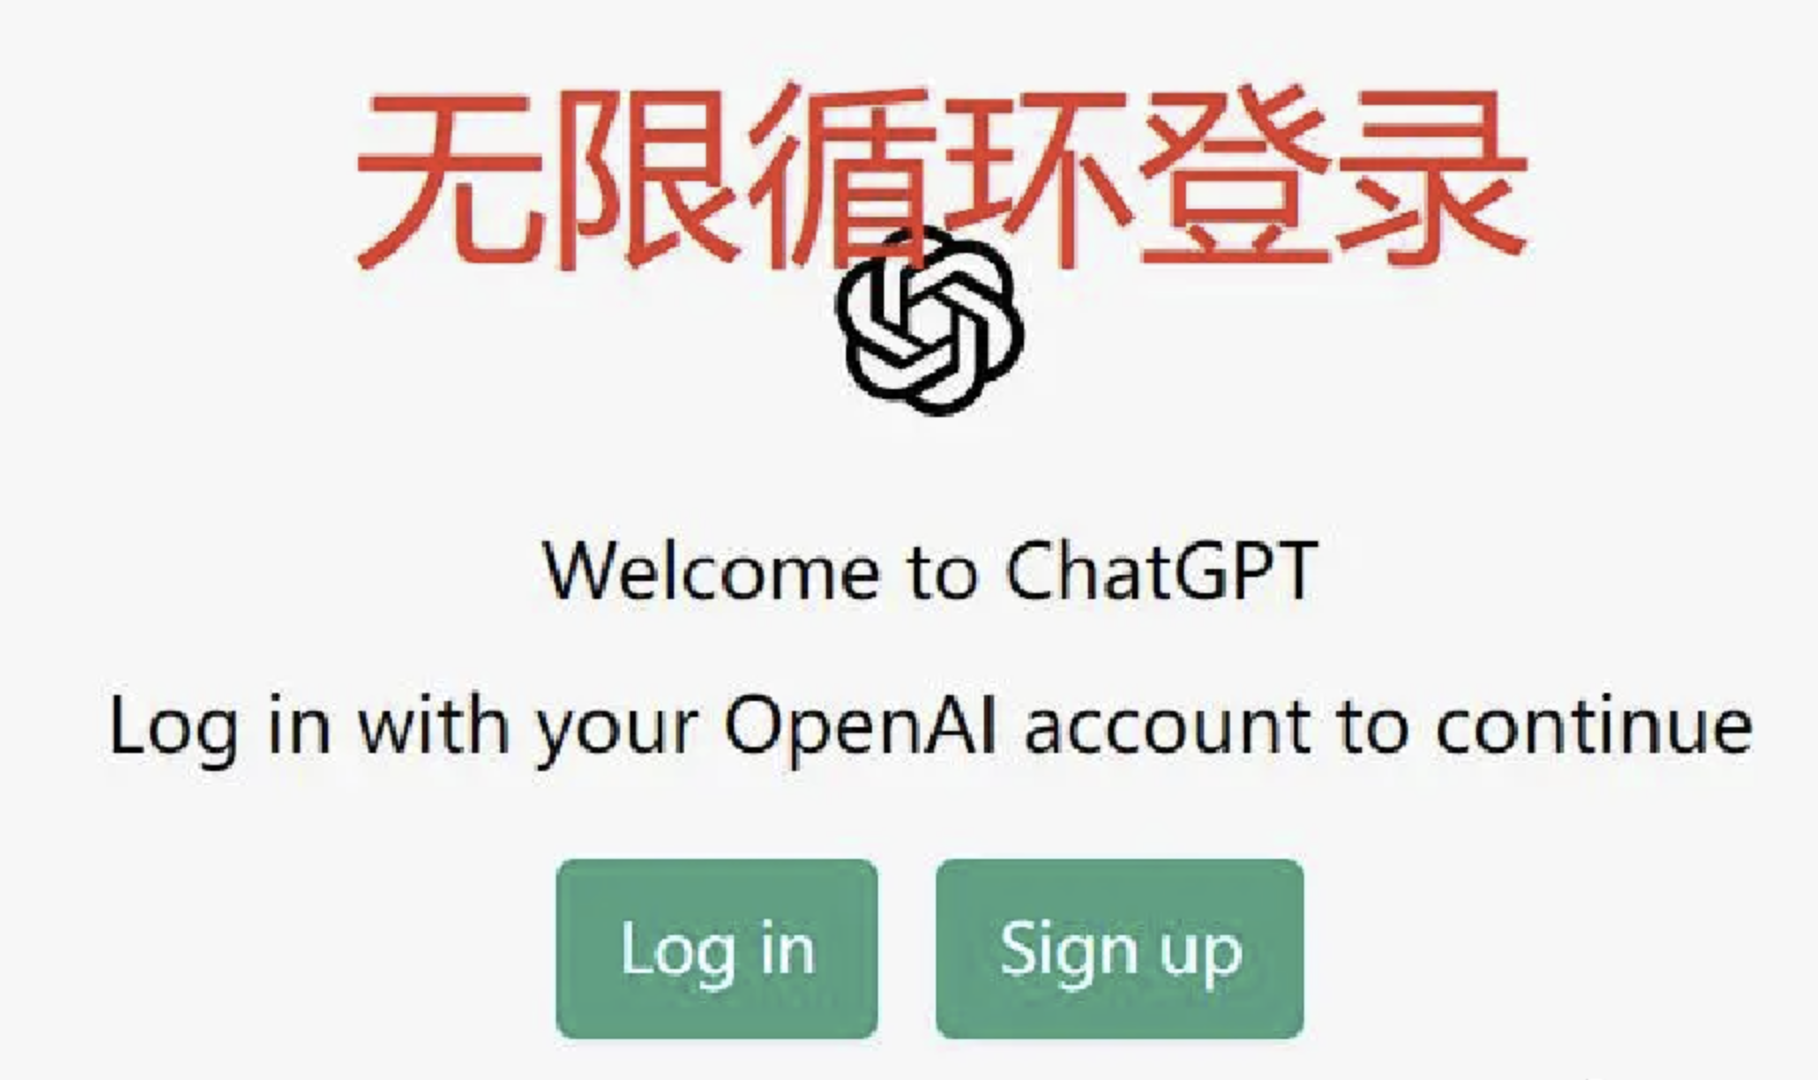 无限循环登录
Welcome to ChatGPT
Log in with your OpenAI account to continue
Log in
Sign up